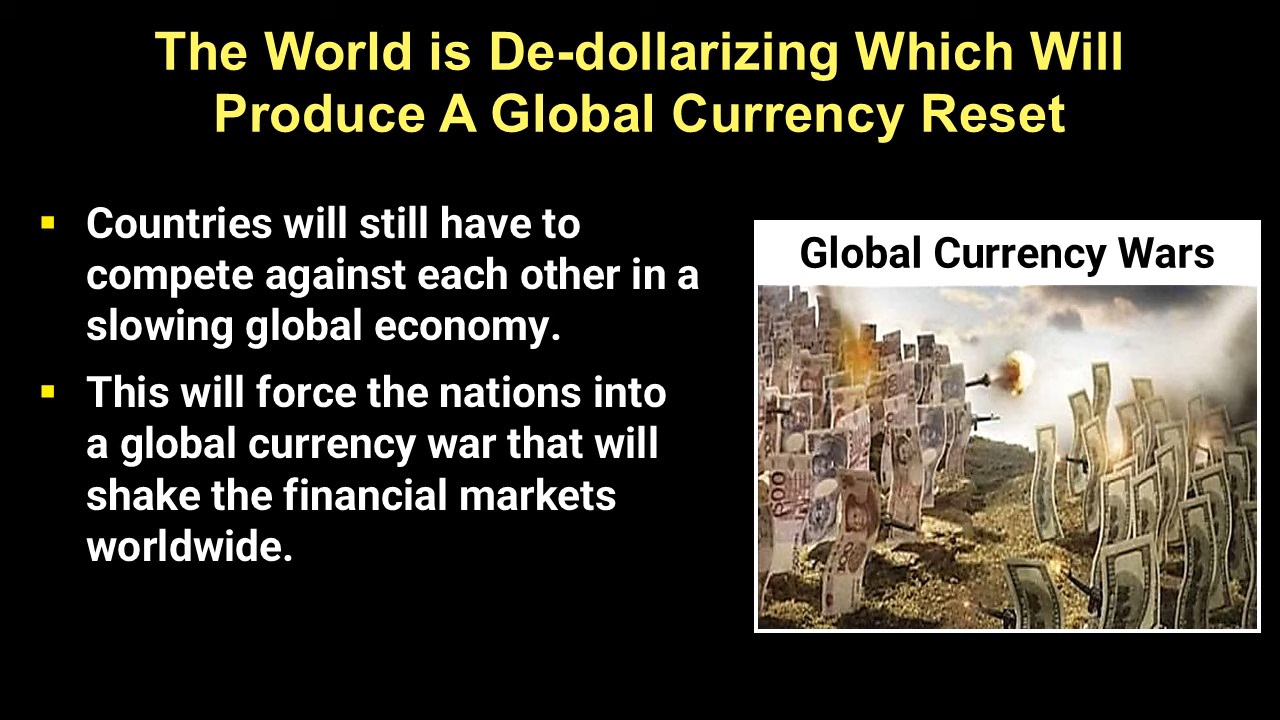 The World is De-dollarizing Which Will
Produce A Global Currency Reset
Countries will still have to
compete against each other in a
slowing global economy.
This will force the nations into
a global currency war that will
shake the financial markets
worldwide.
Global Currency Wars